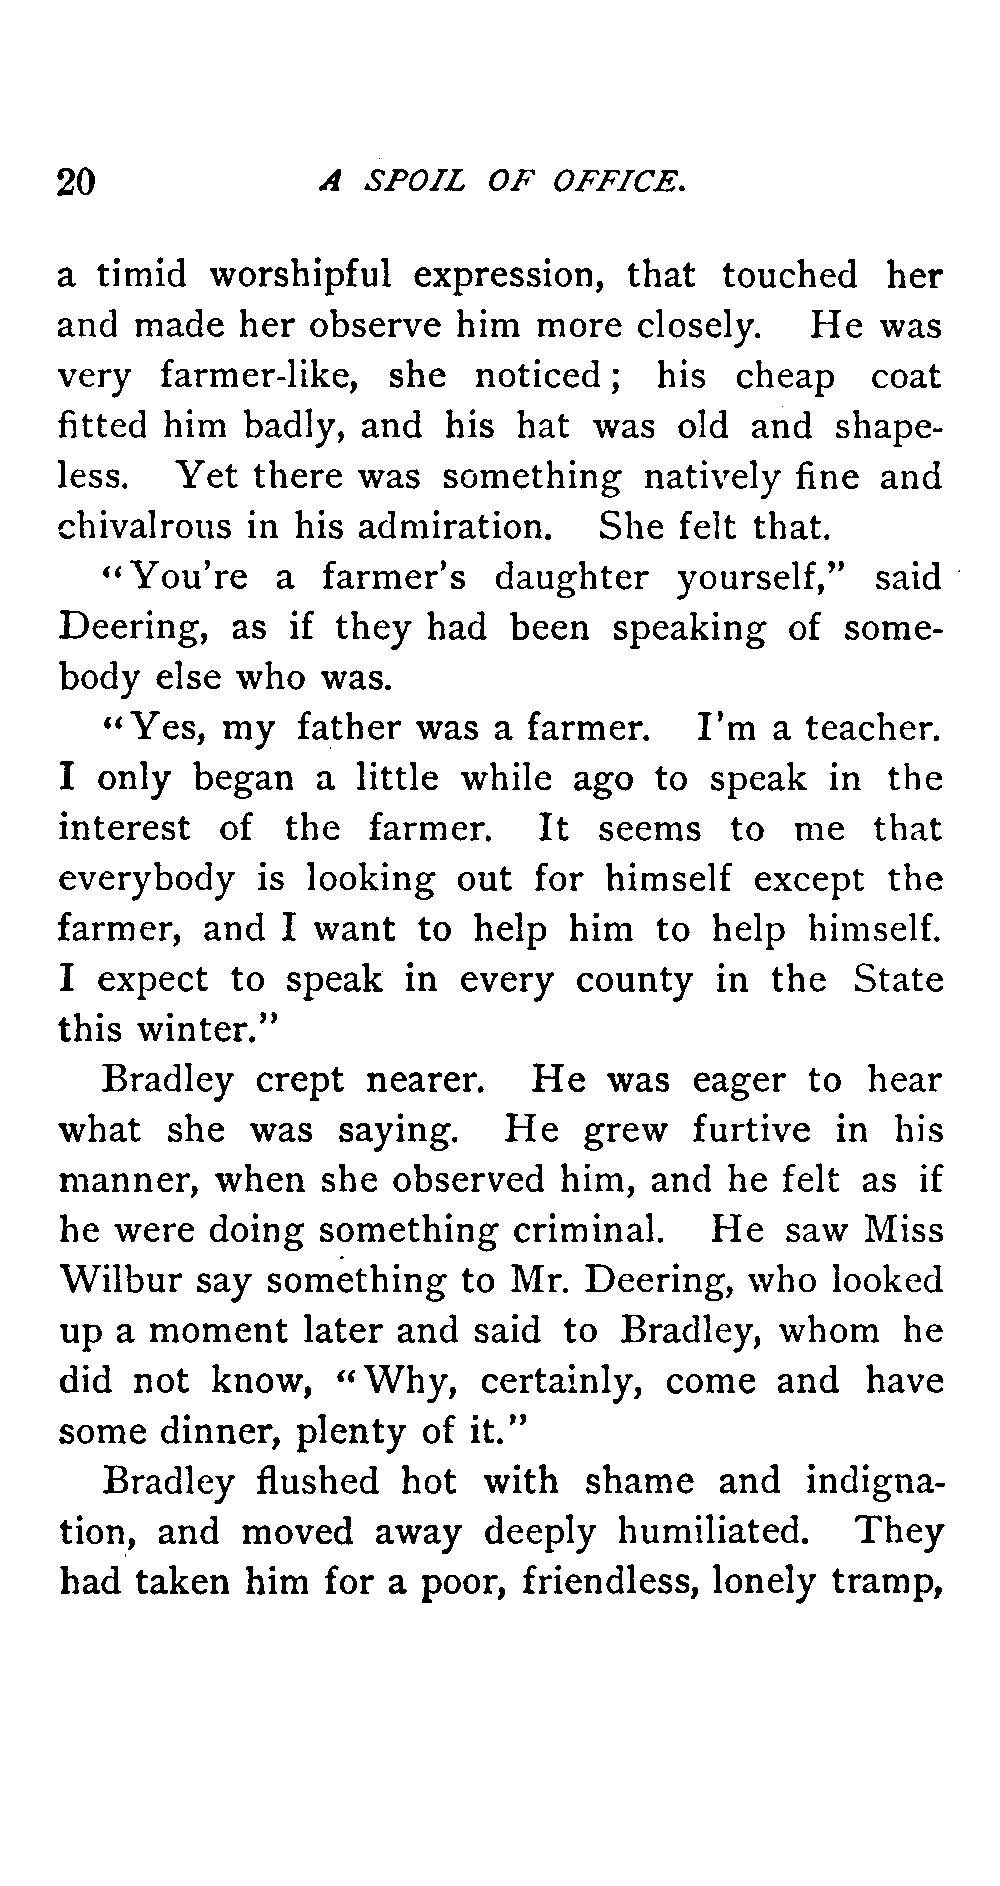 20 A SPOIL OF OFFICE.
a timid worshipful expression, that touched her
and made her observe him more closely. He was
very farmer-like, she noticed; his cheap coat
fitted him badly, and his hat was old and shape-
less. Yet there was something natively fine and
chivalrous in his admiration. She felt that.
"You're a farmer's daughter yourself," said
Deering, as if they had been speaking of some-
body else who was.
"Yes, my father was a farmer. I'm a teacher.
I only began a little while ago to speak in the
interest of the farmer. It seems to me that
everybody is looking out for himself except the
farmer, and I want to help him to help himself.
I expect to speak in every county in the State
this winter."
Bradley crept nearer. He was eager to hear
what she was saying. He grew furtive in his
manner, when she observed him, and he felt as if
he were doing something criminal. He saw Miss
Wilbur say something to Mr. Deering, who looked
up a moment later and said to Bradley, whom he
did not know, "Why, certainly, come and have
some dinner, plenty of it."
Bradley flushed hot with shame and indigna-
tion, and moved away deeply humiliated. They
had taken him for a poor, friendless, lonely tramp,